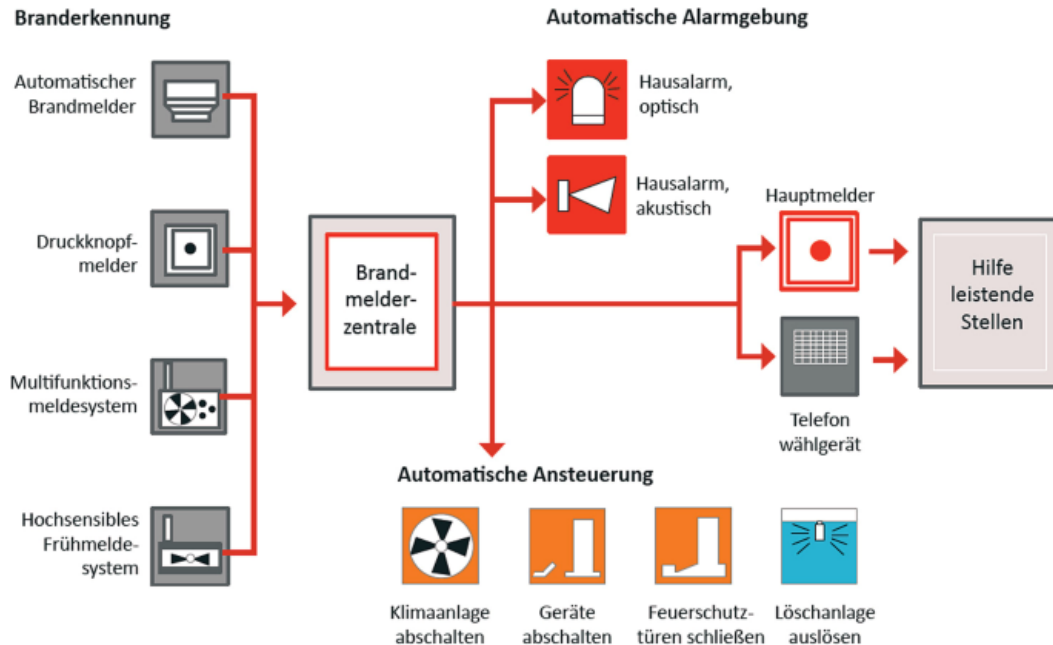 Branderkennung
Automatische Alarmgebung
Automatischer
Brandmelder
Hausalarm,
optisch
Hausalarm,
akustisch
Druckknopf-
melder
Brand-
melder-
zentrale
Hauptmelder
Hilfe
leistende
Stellen
Multifunktions-
meldesystem
Telefon
wählgerät
Hochsensibles
Frühmelde-
system
Automatische Ansteuerung
Klimaanlage
abschalten
Geräte
abschalten
Feuerschutz-
türen schließen
Löschanlage
auslösen